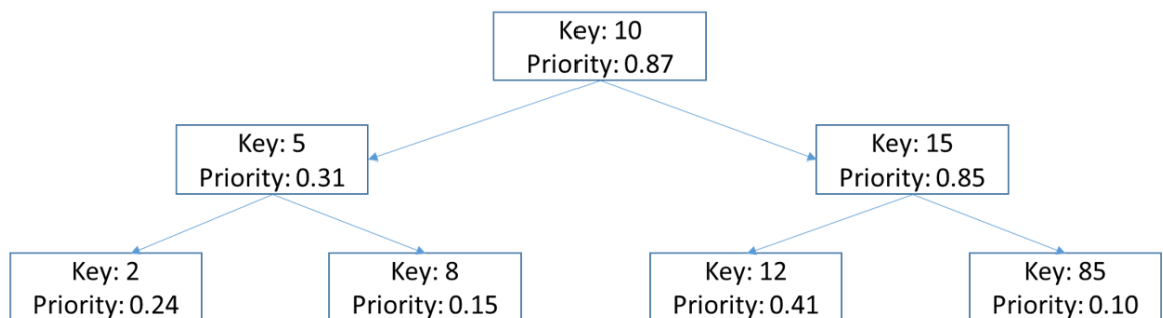 Key: 10
Priority: 0.87
Key: 5
Priority: 0.31
Key: 15
Priority: 0.85
Key: 2
Priority: 0.24
Key: 8
Priority: 0.15
Key: 12
Priority: 0.41
Key: 85
Priority: 0.10